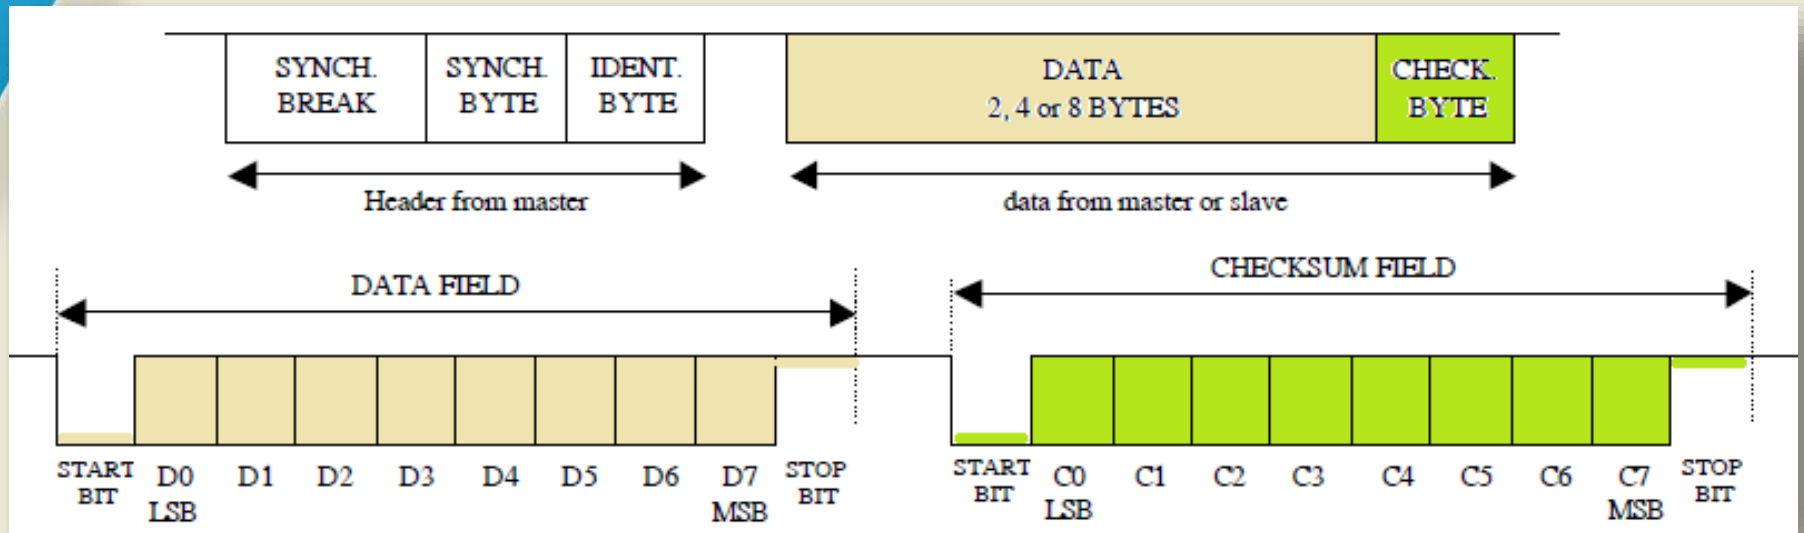 SYNCH.
BREAK
SYNCH.
BYTE
IDENT.
BYTE
DATA
2, 4 or 8 BYTES
CHECK.
BYTE
Header from master
data from master or slave
DATA FIELD
CHECKSUM FIELD
START
BIT
D0
LSB
D1
D2
D3
D4
D5
D6
D7
MSB
STOP
BIT
START
BIT
C0
LSB
C1
C2
C3
C4
C5
C6
C7
MSB
STOP
BIT